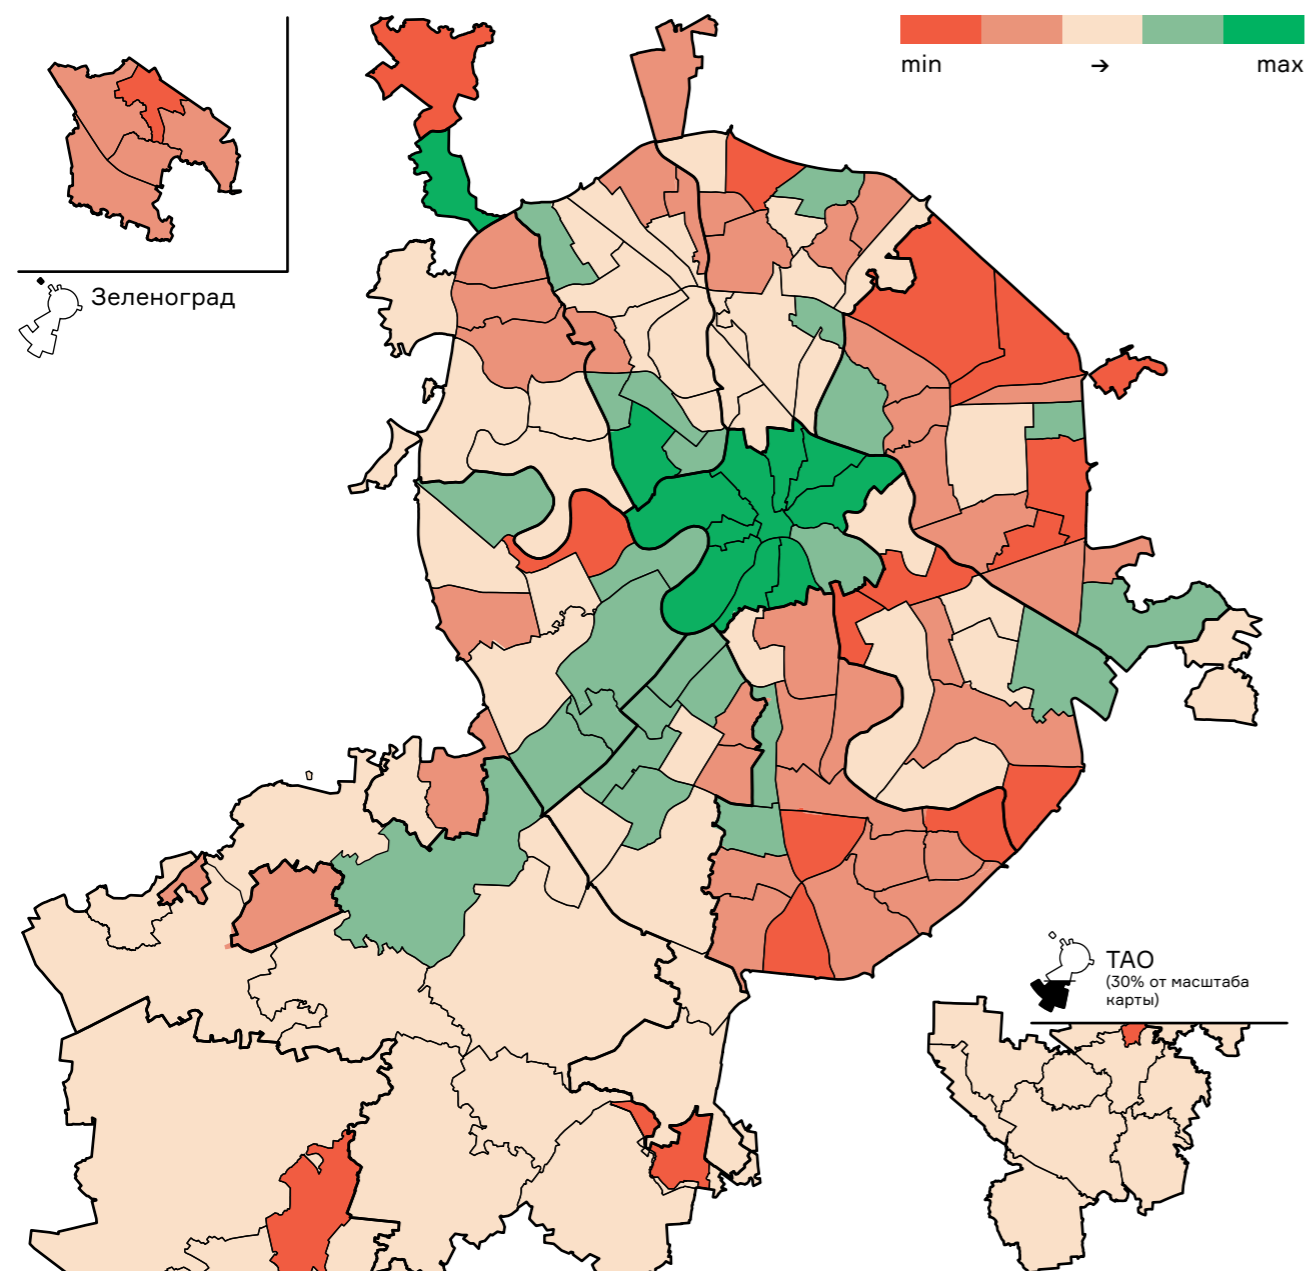 min → max
Зеленоград
ТАО
(30% от масштаба
карты)